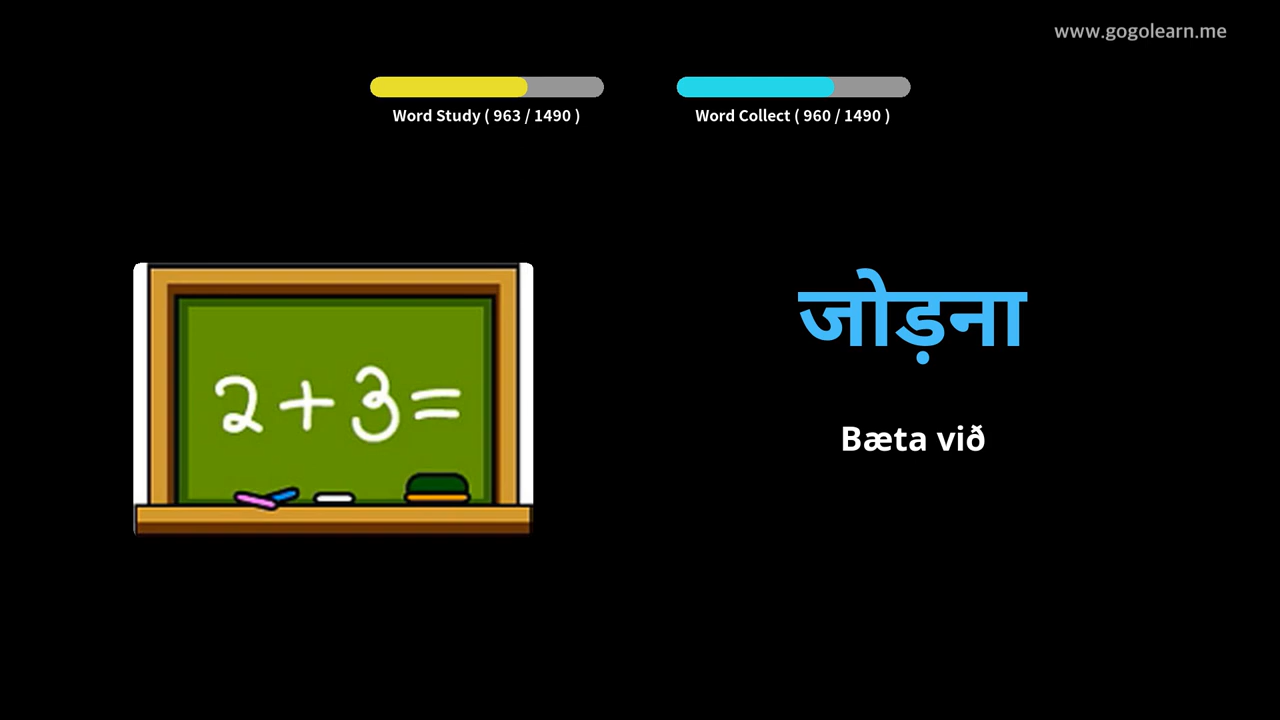 www.gogolearn.me
Word Study ( 963 / 1490 )
Word Collect ( 960 / 1490 )
2+3=
जोड़ना
Bæta við